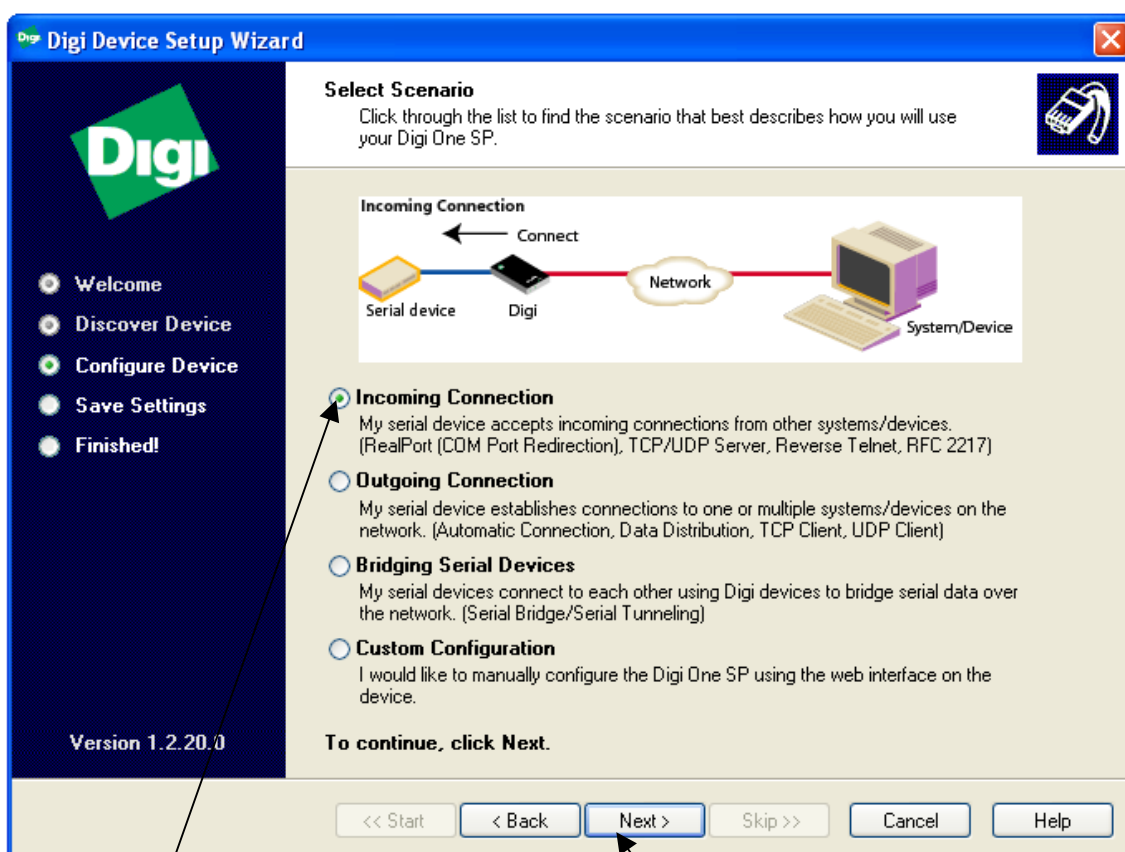 Digi Device Setup Wizard
Digi
Select Scenario
Click through the list to find the scenario that best describes how you will use
your Digi One SP.
Welcome
Discover Device
Configure Device
Save Settings
Finished!
Version 1.2.20.0
Incoming Connection
Connect
Network
Serial device
Digi
System/Device
Incoming Connection
My serial device accepts incoming connections from other systems/devices.
(RealPort (COM Port Redirection), TCP/UDP Server, Reverse Telnet, RFC 2217)
Outgoing Connection
My serial device establishes connections to one or multiple systems/devices on the
network. (Automatic Connection, Data Distribution, TCP Client, UDP Client)
Bridging Serial Devices
My serial devices connect to each other using Digi devices to bridge serial data over
the network. (Serial Bridge/Serial Tunneling)
Custom Configuration
I would like to manually configure the Digi One SP using the web interface on the
device.
To continue, click Next.
<< Start
< Back
Next >
Skip >>
Cancel
Help